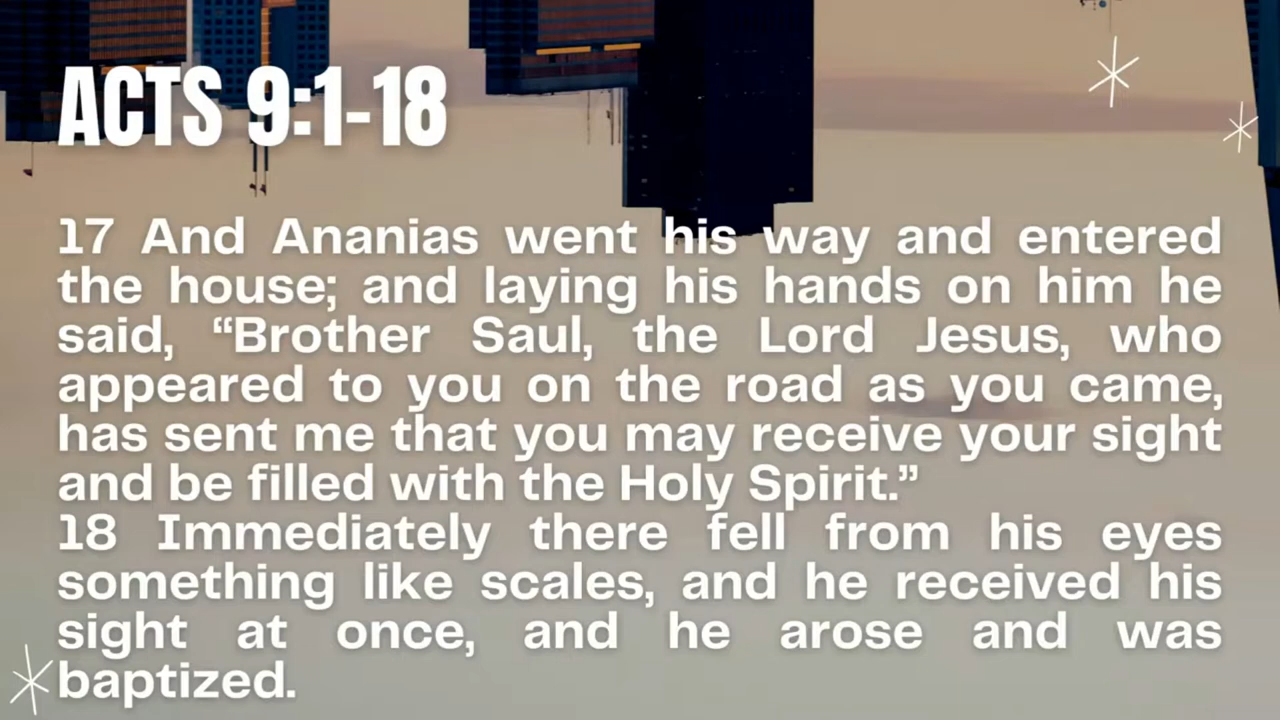 ACTS 9:1-18
17 And Ananias went his way and entered
the house; and laying his hands on him he
said, “Brother Saul, the Lord Jesus, who
appeared to you on the road as you came,
has sent me that you may receive your sight
and be filled with the Holy Spirit.”
18 Immediately there fell from his eyes
something like scales, and he received his
sight at once, and he arose and was
baptized.